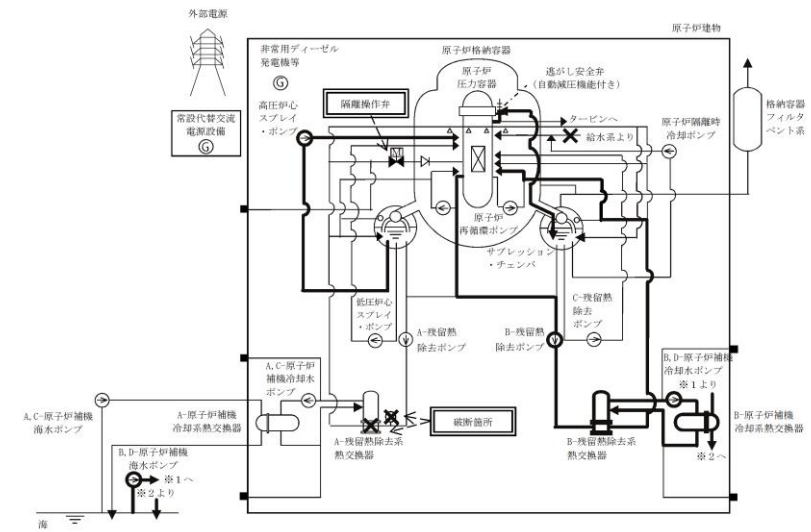 外部電源
原子炉建物
非常用ディーゼル
発電機等
Ⓖ
原子炉格納容器
原子炉
圧力容器
逃がし安全弁
(自動減圧機能付き)
常設代替交流
電源設備
Ⓖ
高圧炉心
スプレイ
・ポンプ
隔離操作弁
タービンへ
給水系より
原子炉隔離時
冷却ポンプ
格納容器
フィルタ
ベント系
原子炉
再循環ポンプ
サプレッション
・チェンバ
低圧炉心
スプレイ
・ポンプ
A-残留熱
除去ポンプ
B-残留熱
除去ポンプ
C-残留熱
除去
ポンプ
A,C-原子炉
補機冷却水
ポンプ
B,D-原子炉補機
冷却水ポンプ
※1より
A,C-原子炉補機
海水ポンプ
A-原子炉補機
冷却系熱交換器
破断箇所
A-残留熱除去系
熱交換器
B-残留熱除去系
熱交換器
B-原子炉補機
冷却系熱交換器
※2へ
B,D-原子炉補機
海水ポンプ
※1へ
※2より
海